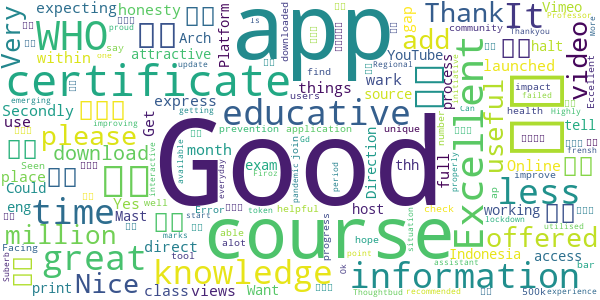 expecting
WHO
Very
app
Thank
It
Vimeo
gap
Arch
YouTube
add
halt
within
attractive
Platform
launched
video
certificate
things
process
impact
failed
Excellent
Secondly
honesty
express
source
wark
health
Highly
use
please
educative
useful
tell
emerging
Get
prevention
application
unique
Gd
download
month
exam
pandemic
join
Direction
number
full
Online
place
Seen
available
everyday
Firoz
thh
Could
Yes
well
Good
less
improve
eng
time
Mast
Error
token
helpful
period
host
check
working
million
marks
start
course
offered
Facing
great
direct
able
alot
hope
situation
progress
Indonesia
access
tool
point
assistant
bar
Suberb
print
Nice
class
views
knowledge
Want
Ok
information
Thoughtbud
recommended
500k
experience
community
Thankyou
Professor
More
is
downloaded
find
users
say
update
Regional
proud
improving
getting
interactive
properly
lockdown
utilised
Can
ap
initiative